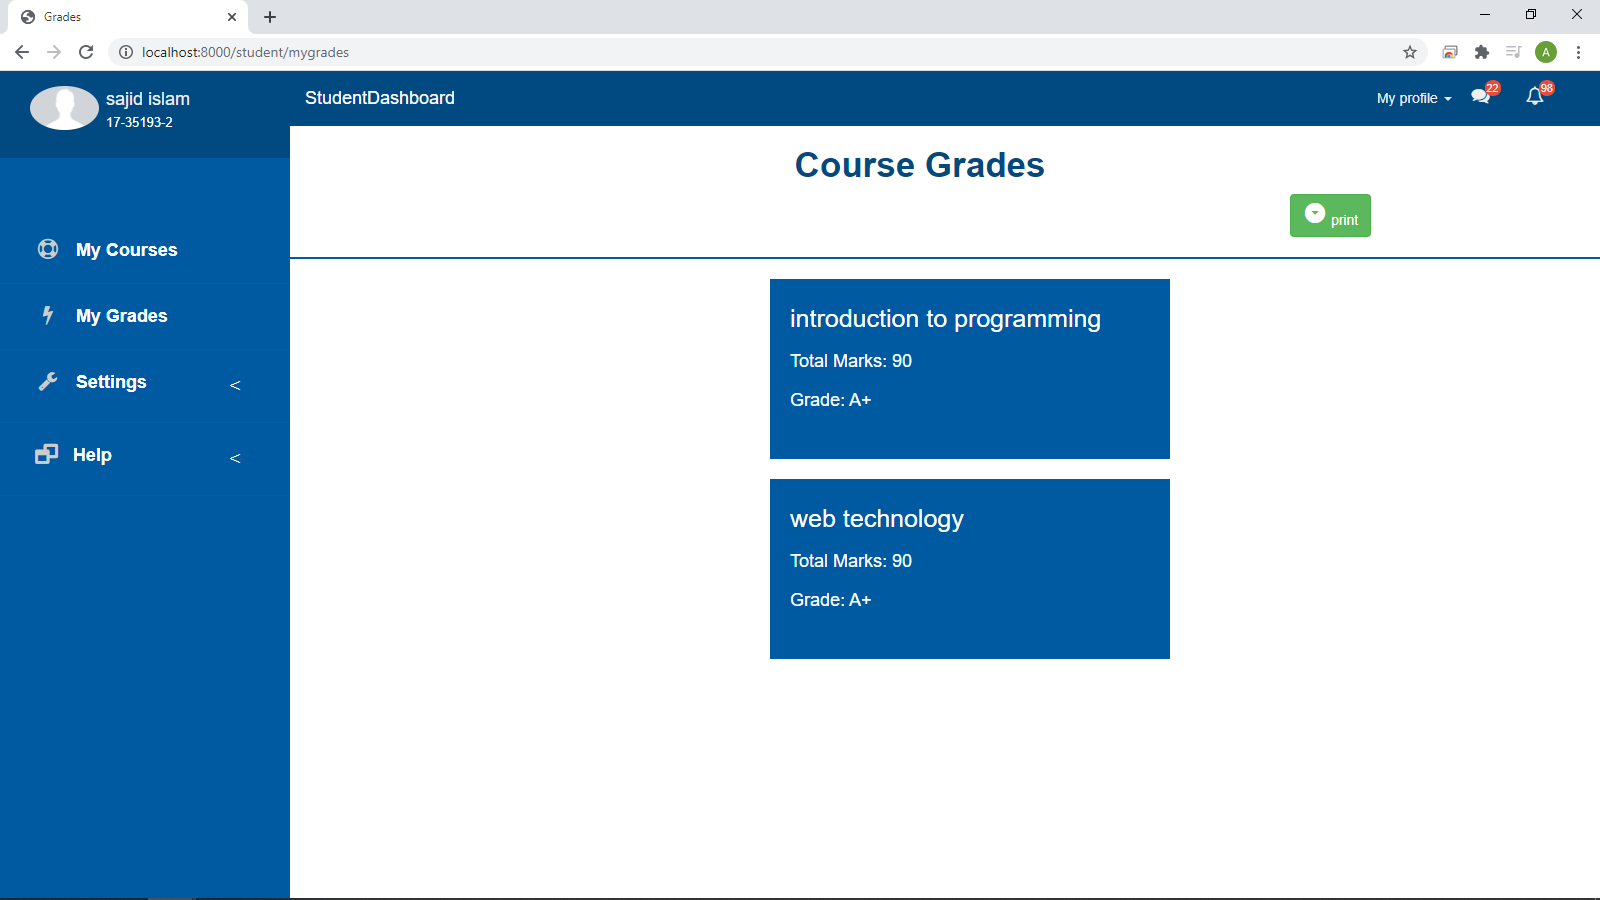 Grades
localhost:8000/student/mygrades
A
sajid islam
17-35193-2
StudentDashboard
My profile
22
98
Course Grades
print
My Courses
My Grades
Settings <
Help <
introduction to programming
Total Marks: 90
Grade: A+
web technology
Total Marks: 90
Grade: A+